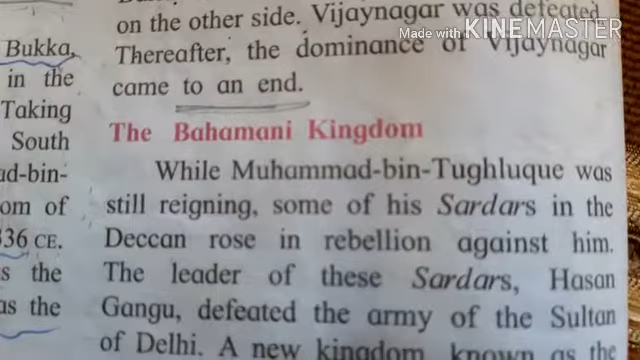 Bukka,
in the
Taking
South
ad-bin-
om of
336 CE.
s the
as the
on the other side. Vijaynagar was defeated.
Thereafter, the dominance of Vijaynagar
came to an end.
The Bahamani Kingdom
While Muhammad-bin-Tughluque was
still reigning, some of his Sardars in the
Deccan rose in rebellion against him.
The leader of these Sardars, Hasan
Gangu, defeated the army of the Sultan
of Delhi. A new kingdom known as the
Made with KINEMASTER